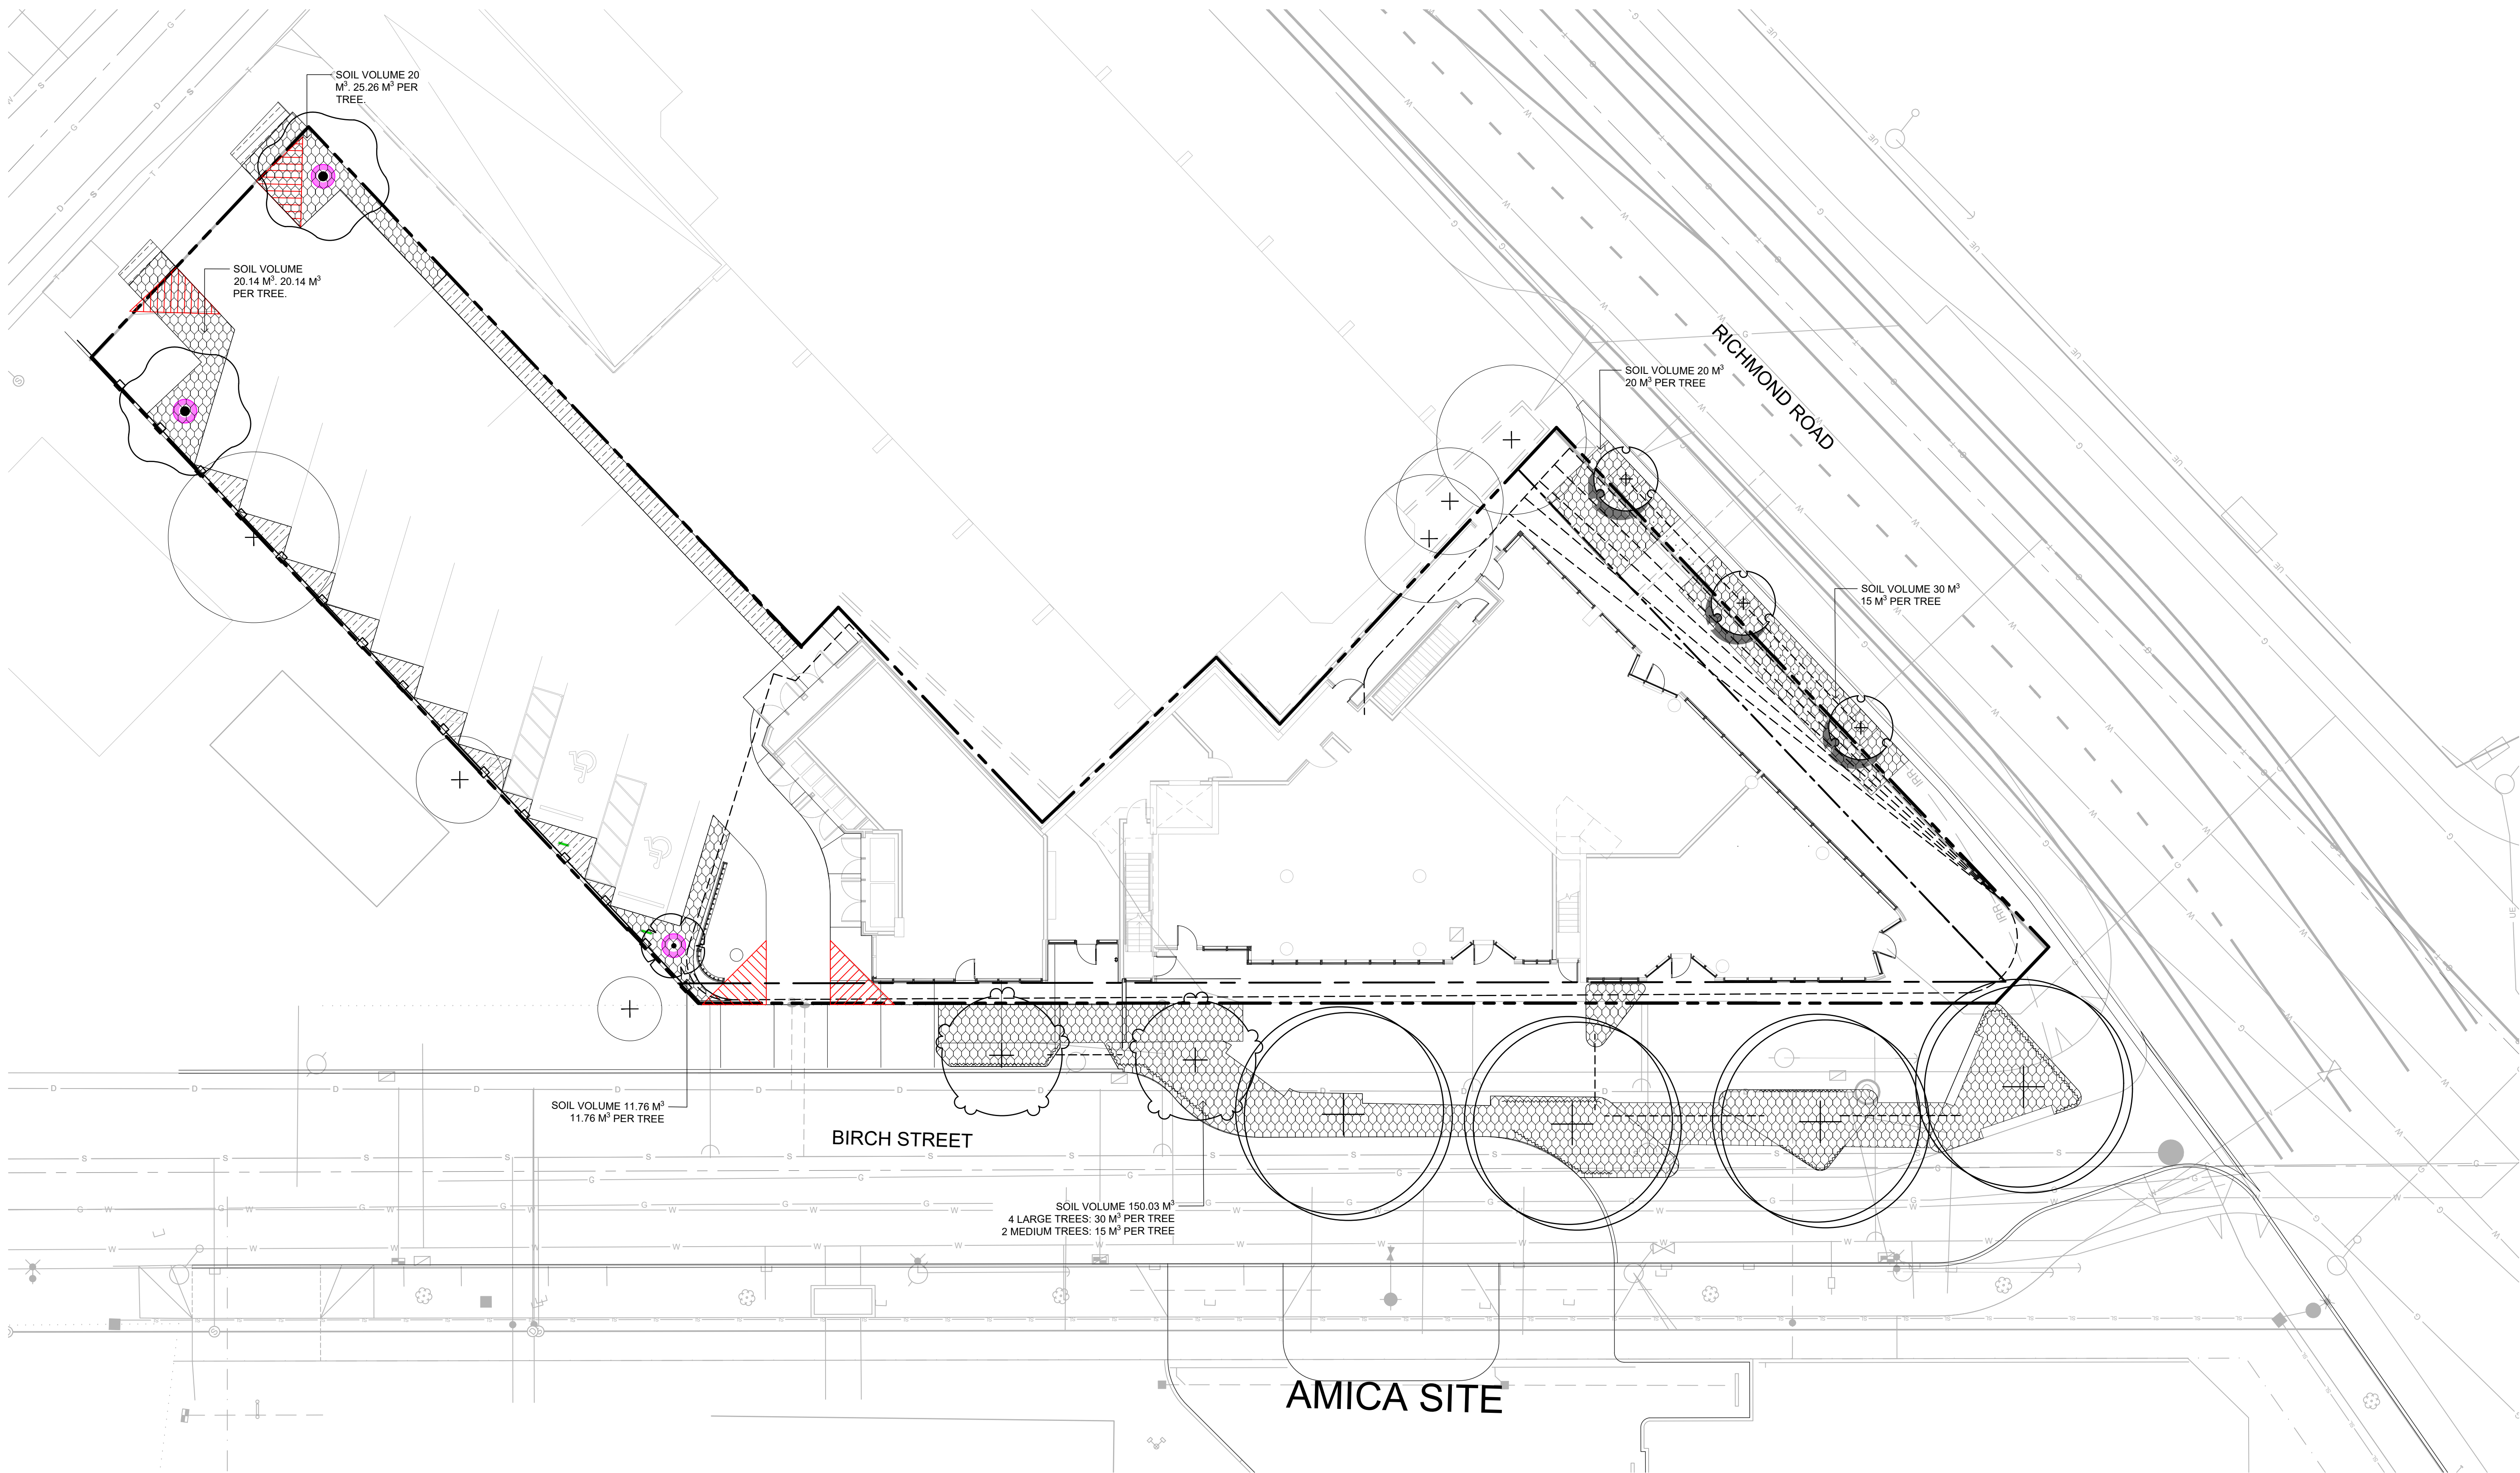 SOIL VOLUME 20
M³. 25.26 M³ PER
TREE.
SOIL VOLUME
20.14 M³. 20.14 M³
PER TREE.
SOIL VOLUME 20 M³
20 M³ PER TREE
RICHMOND ROAD
SOIL VOLUME 30 M³
15 M³ PER TREE
IRR
IRR
SOIL VOLUME 11.76 M³
11.76 M³ PER TREE
BIRCH STREET
SOIL VOLUME 150.03 M³
4 LARGE TREES: 30 M³ PER TREE
2 MEDIUM TREES: 15 M³ PER TREE
AMICA SITE